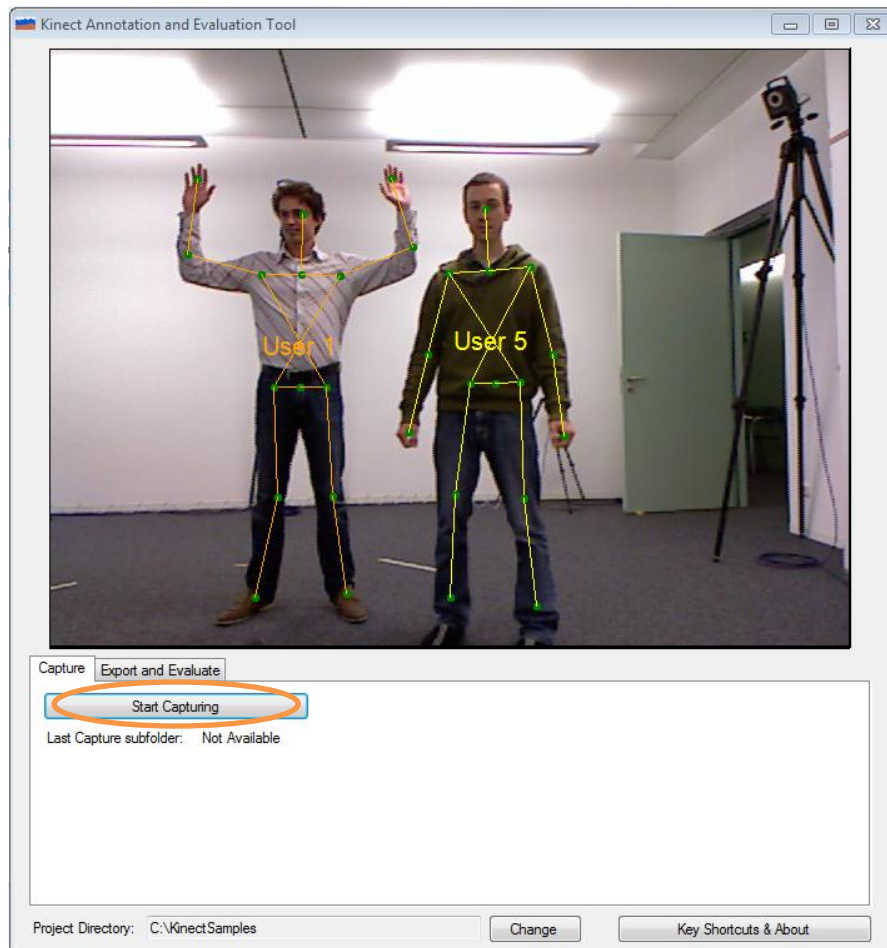 Kinect Annotation and Evaluation Tool
User 1
User 5
Capture
Export and Evaluate
Start Capturing
Last Capture subfolder: Not Available
Project Directory: C:\KinectSamples
Change
Key Shortcuts & About